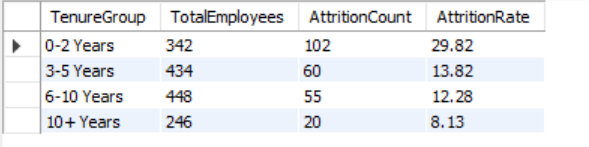 TenureGroup TotalEmployees AttritionCount AttritionRate
0-2 Years 342 102 29.82
3-5 Years 434 60 13.82
6-10 Years 448 55 12.28
10+ Years 246 20 8.13